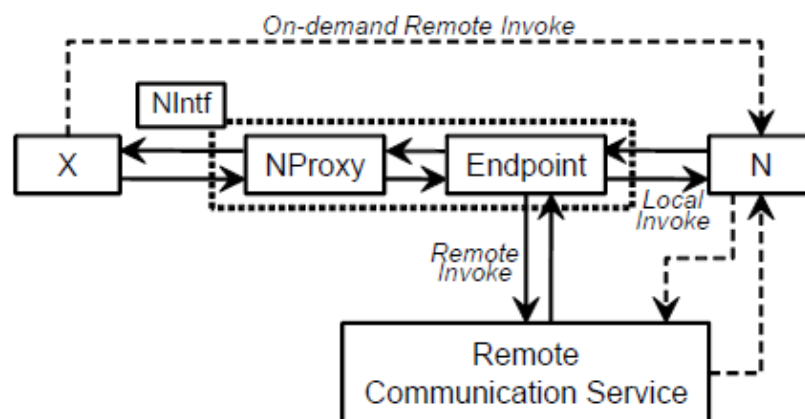 On-demand Remote Invoke
NIntf
X
NProxy
Endpoint
N
Local
Invoke
Remote
Invoke
Remote
Communication Service